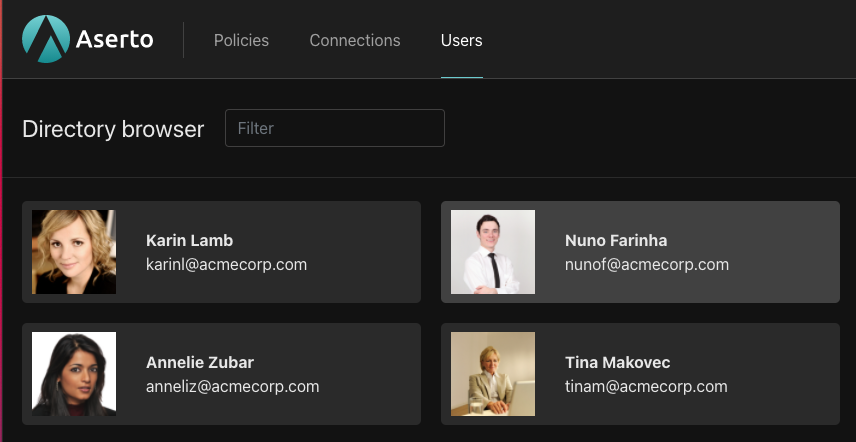 Aserto
Policies
Connections
Users
Directory browser
Filter
Karin Lamb
karinl@acmecorp.com
Nuno Farinha
nunof@acmecorp.com
Annelie Zubar
anneliz@acmecorp.com
Tina Makovec
tinam@acmecorp.com